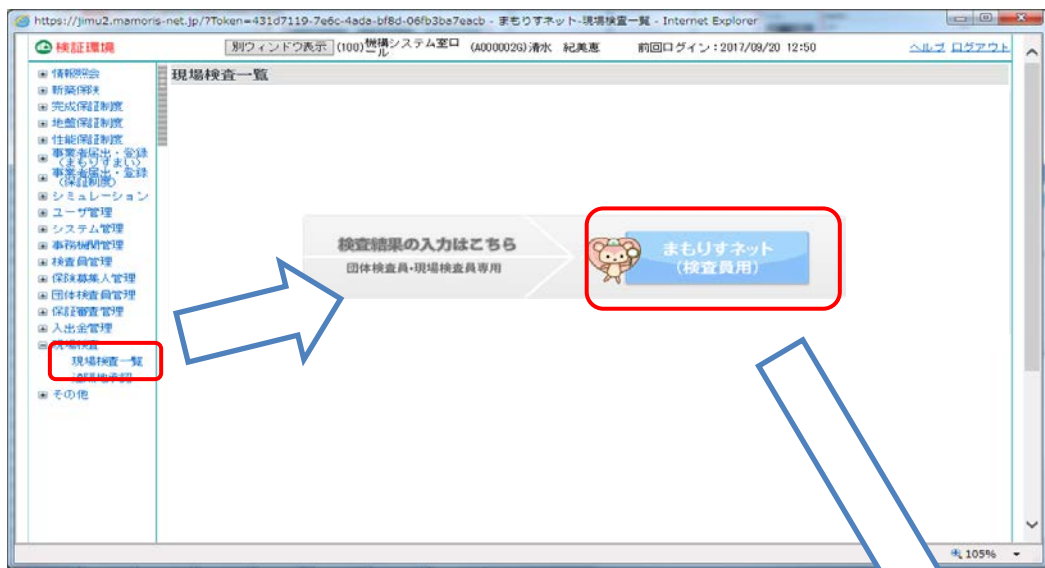 https://jimu2.mamoris-net.jp/?Token=431d7119-7e6c-4ada-bf8d-06fb3ba7eacb - まもりすネット-現場検査一覧 - Internet Explorer
検証環境
別ウィンドウ表示 (100)機構システム室ロール (A0000026)清水 紀美恵 前回ログイン:2017/09/20 12:50 ヘルプ ログアウト
現場検査一覧
情報照会
新築保険
完成保証制度
地盤保証制度
性能保証制度
事業者届出・登録(まもりすまい)
事業者届出・登録(保証制度)
シミュレーション
ユーザ管理
システム管理
事務機関管理
検査員管理
保険募集人管理
団体検査員管理
保証審査管理
入出金管理
現場検査
現場検査一覧
その他
検査結果の入力はこちら
団体検査員・現場検査員専用
まもりすネット
(検査員用)
105%